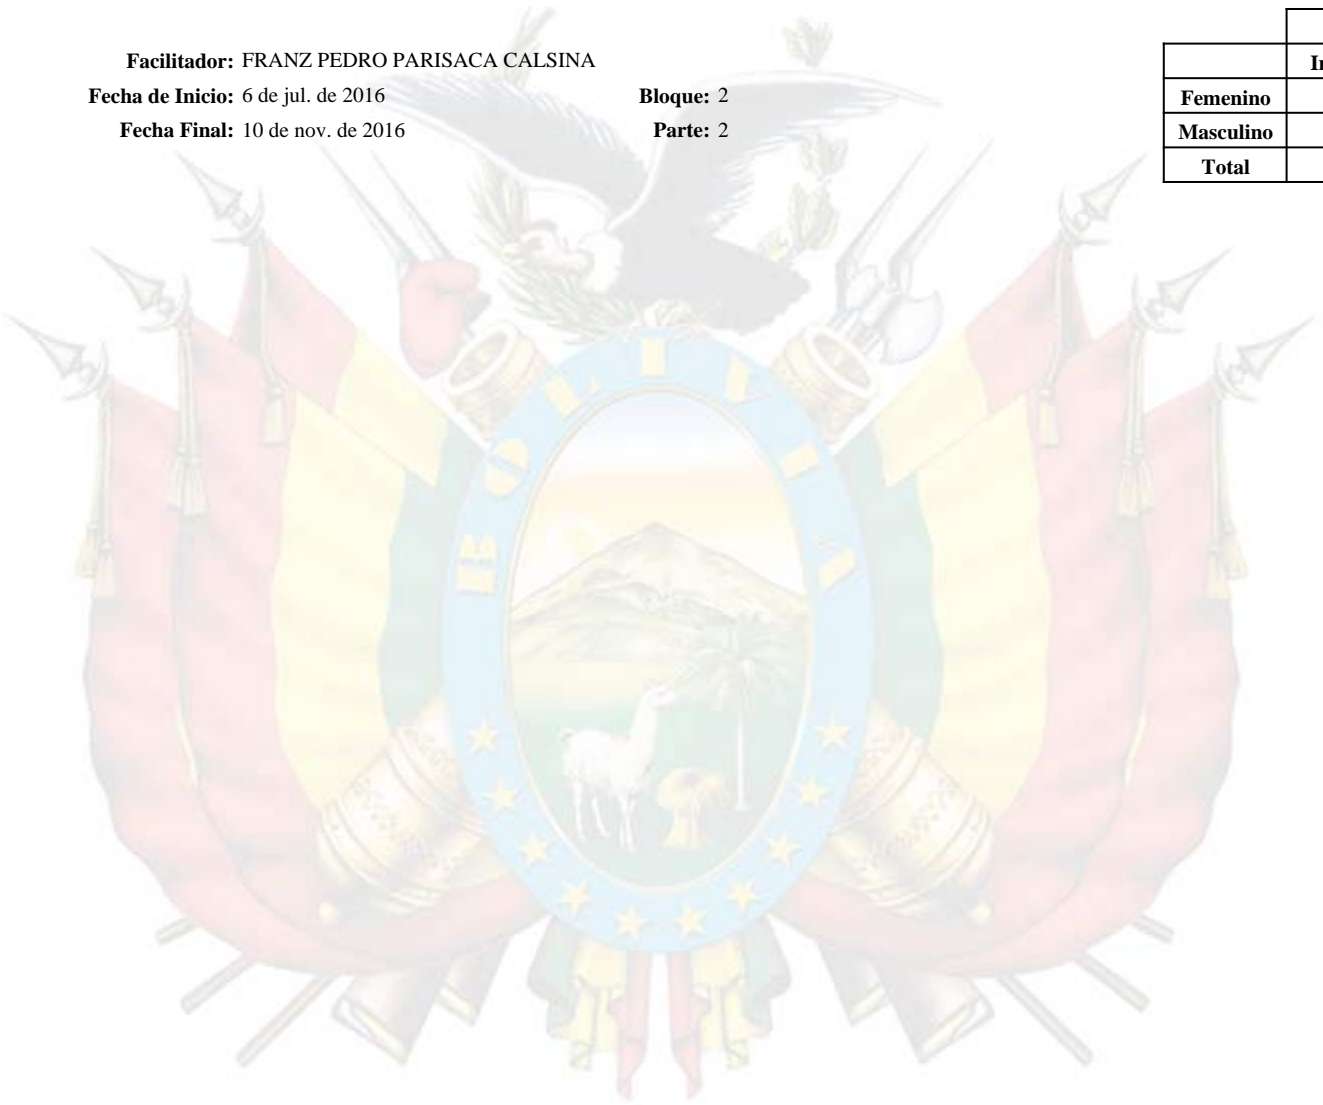 Facilitador: FRANZ PEDRO PARISACA CALSINA
Fecha de Inicio: 6 de jul. de 2016 Bloque: 2
Fecha Final: 10 de nov. de 2016 Parte: 2
Femenino
Masculino
Total
BOLIVIA